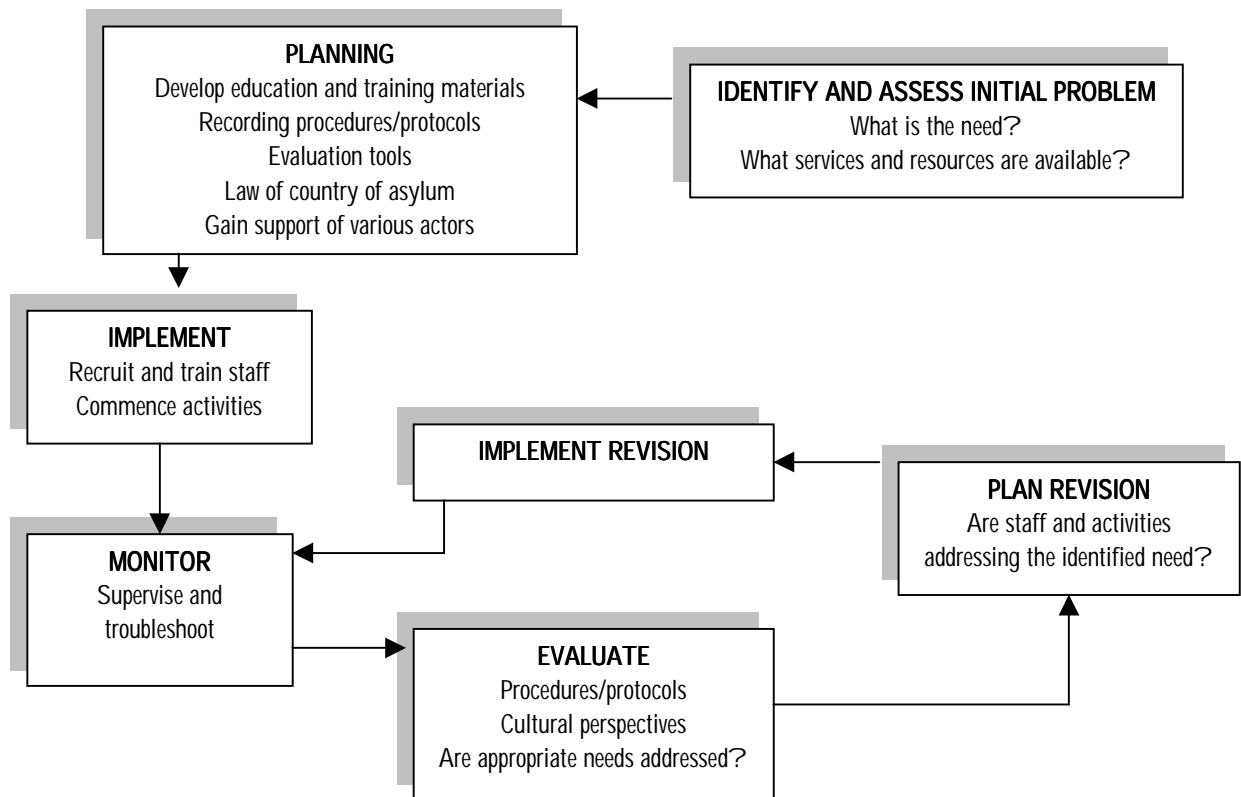 PLANNING
Develop education and training materials
Recording procedures/protocols
Evaluation tools
Law of country of asylum
Gain support of various actors
IDENTIFY AND ASSESS INITIAL PROBLEM
What is the need?
What services and resources are available?
IMPLEMENT
Recruit and train staff
Commence activities
IMPLEMENT REVISION
PLAN REVISION
Are staff and activities
addressing the identified need?
MONITOR
Supervise and
troubleshoot
EVALUATE
Procedures/protocols
Cultural perspectives
Are appropriate needs addressed?